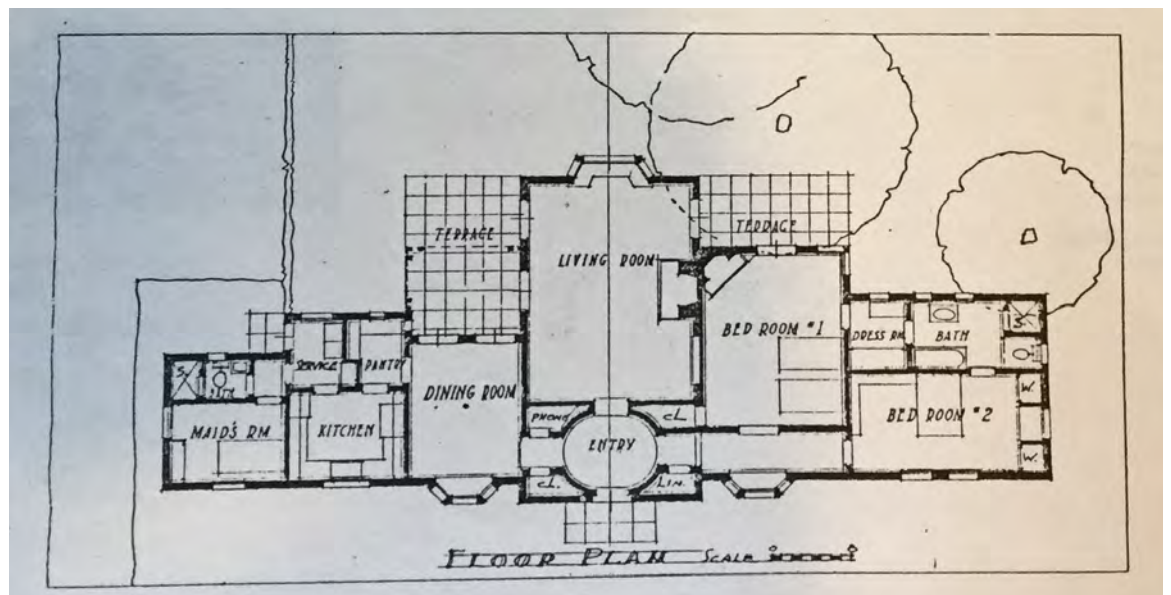 TERRACE
TERRACE
LIVING ROOM
BED ROOM #1
DRESS RM.
BATH
S.
SERVICE
PANTRY
S.
DINING ROOM
PHONE
CL.
BED ROOM #2
W.
MAID'S RM
KITCHEN
ENTRY
W.
CL.
LIN.
FLOOR PLAN SCALE